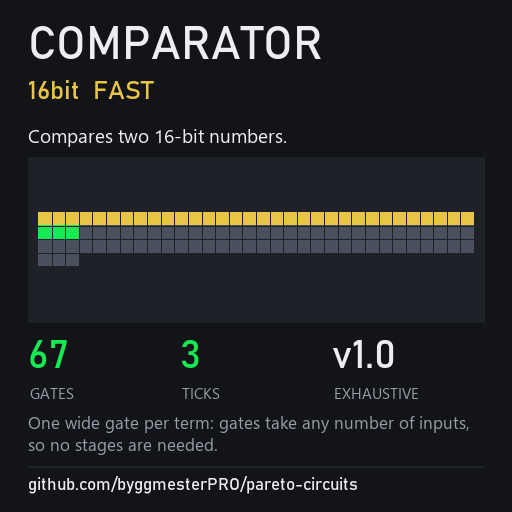 COMPARATOR
16bit FAST
Compares two 16-bit numbers.
67 3 v1.0
GATES TICKS EXHAUSTIVE
One wide gate per term: gates take any number of inputs,
so no stages are needed.
github.com/byggmesterPRO/pareto-circuits